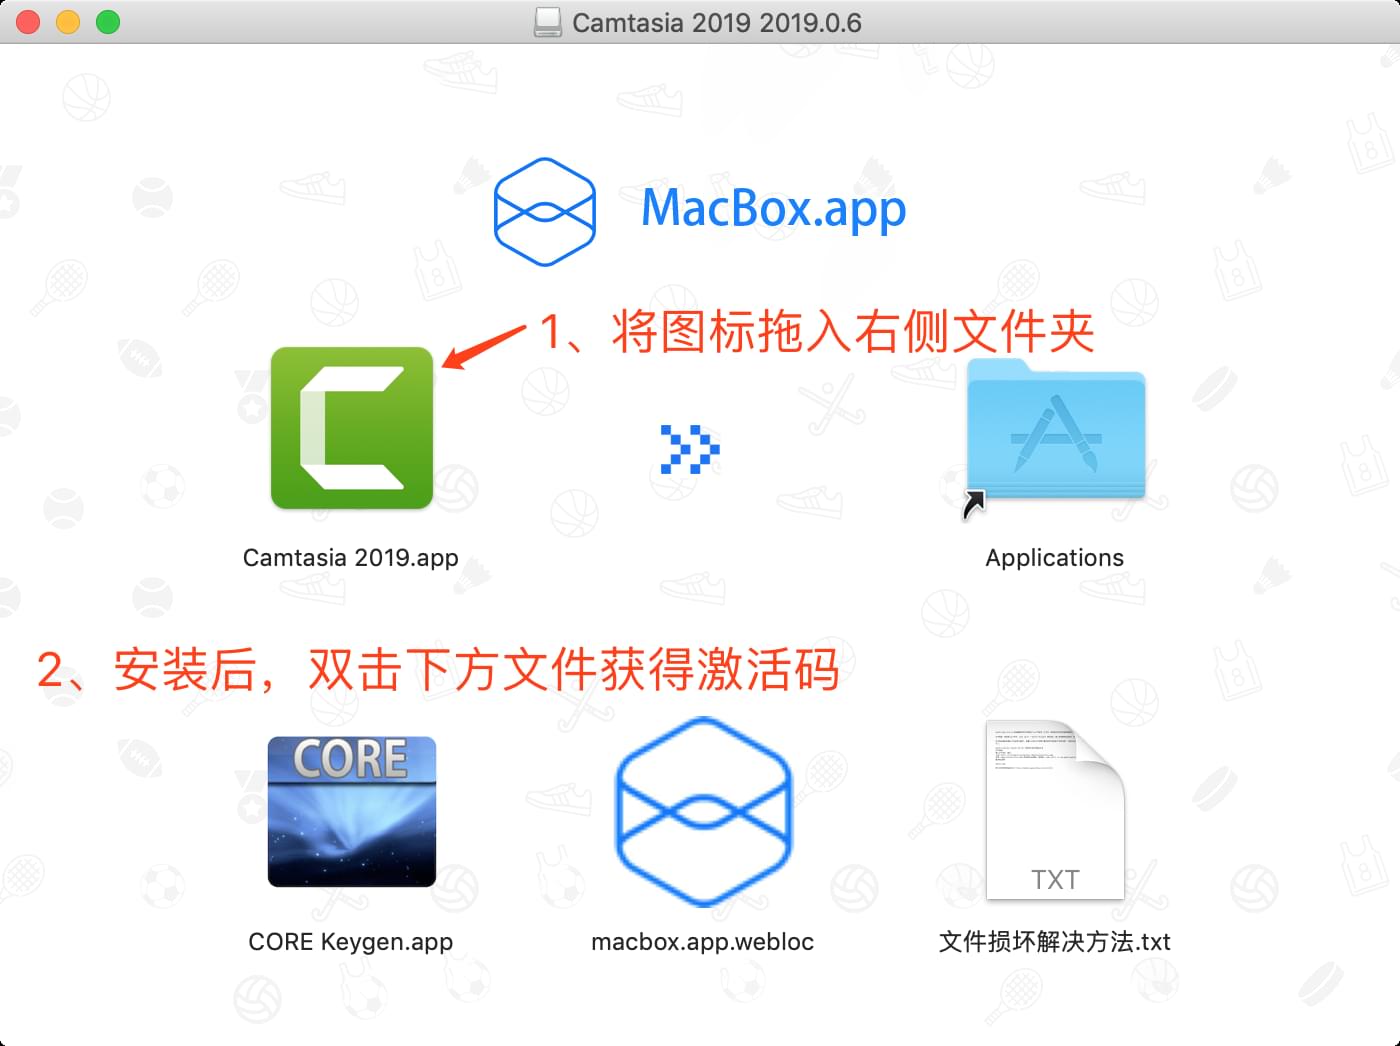 Camtasia 2019 2019.0.6
MacBox.app
1、将图标拖入右侧文件夹
Camtasia 2019.app
Applications
2、安装后，双击下方文件获得激活码
CORE
TXT
CORE Keygen.app
macbox.app.webloc
文件损坏解决方法.txt